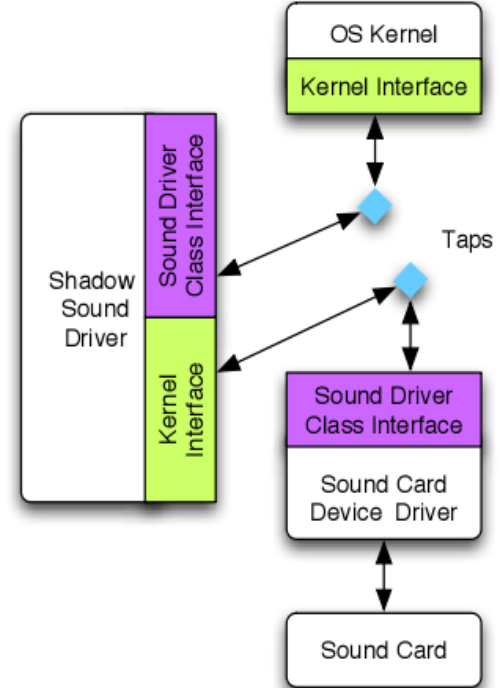 OS Kernel
Kernel Interface
Sound Driver
Class Interface
Taps
Shadow
Sound
Driver
Kernel
Interface
Sound Driver
Class Interface
Sound Card
Device Driver
Sound Card